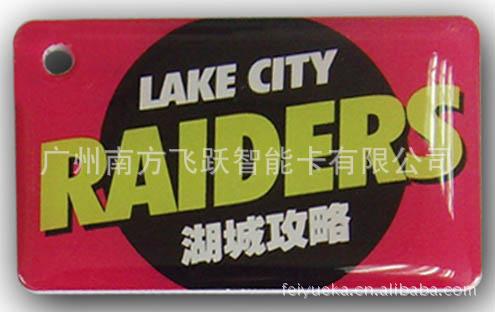 LAKE CITY
RAIDERS
广州南方飞跃智能卡有限公司
湖城攻略
feiyueka.cn.alibaba.com